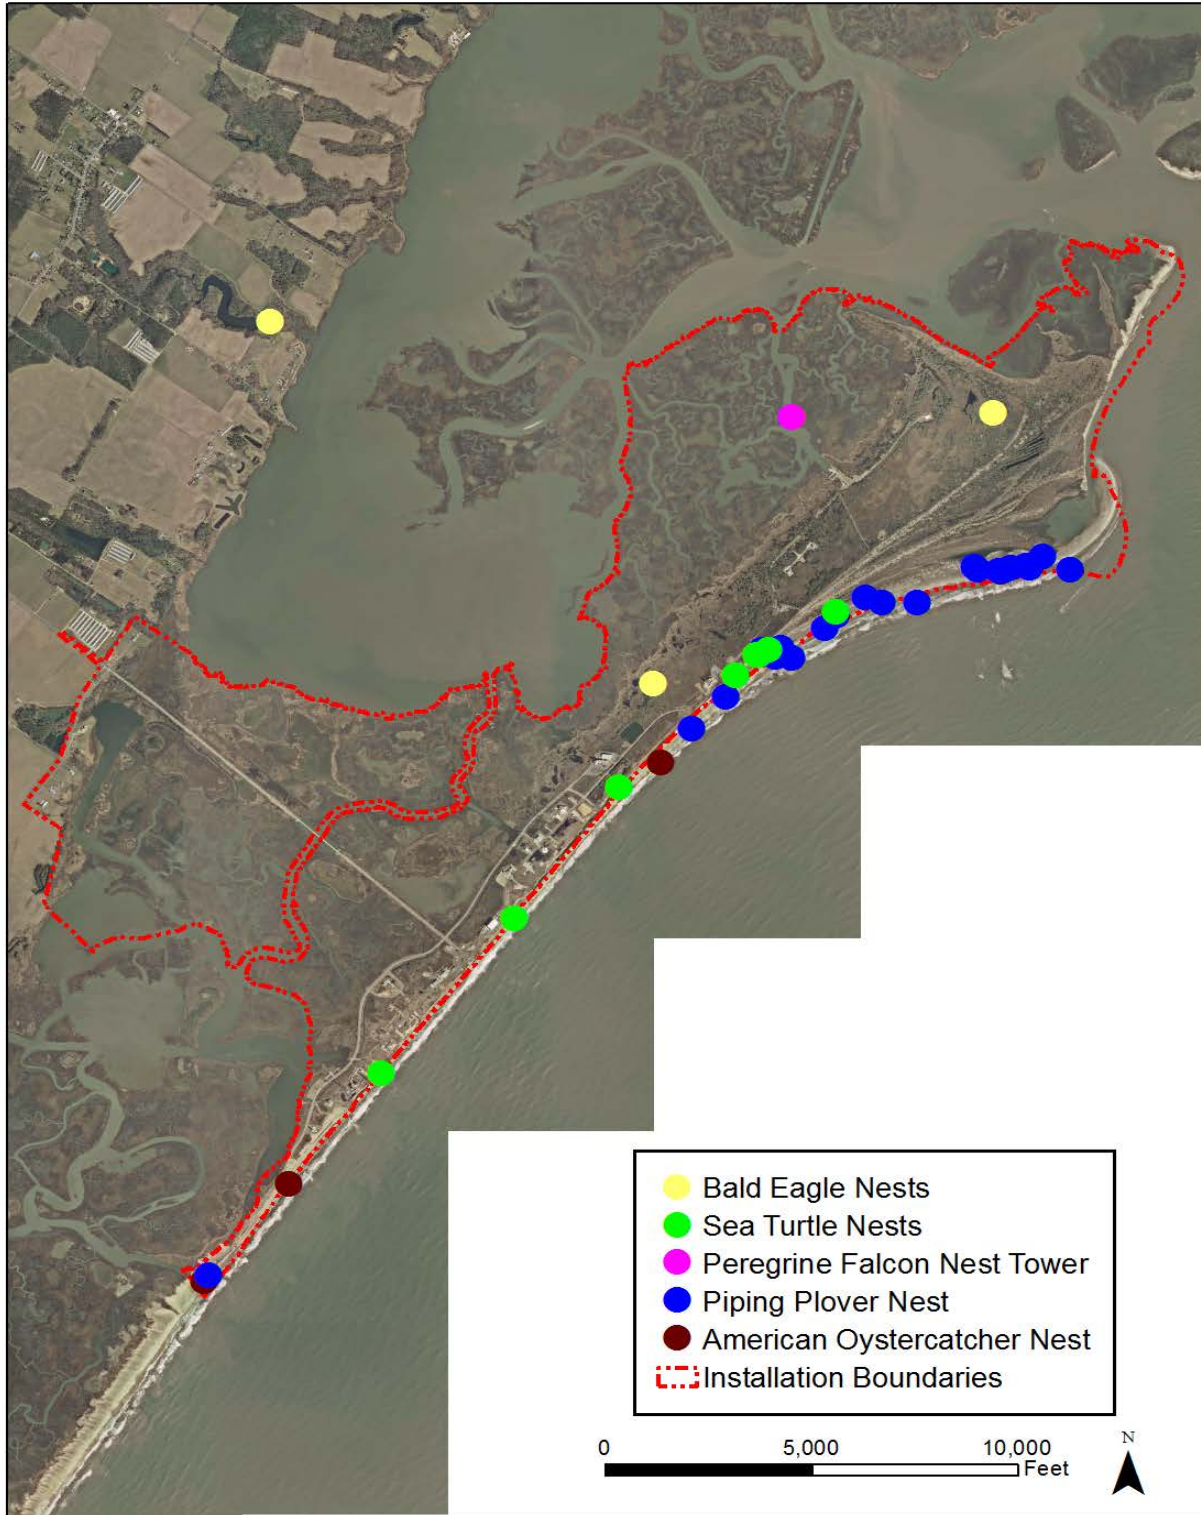 Bald Eagle Nests
Sea Turtle Nests
Peregrine Falcon Nest Tower
Piping Plover Nest
American Oystercatcher Nest
Installation Boundaries
0 5,000 10,000
Feet
N